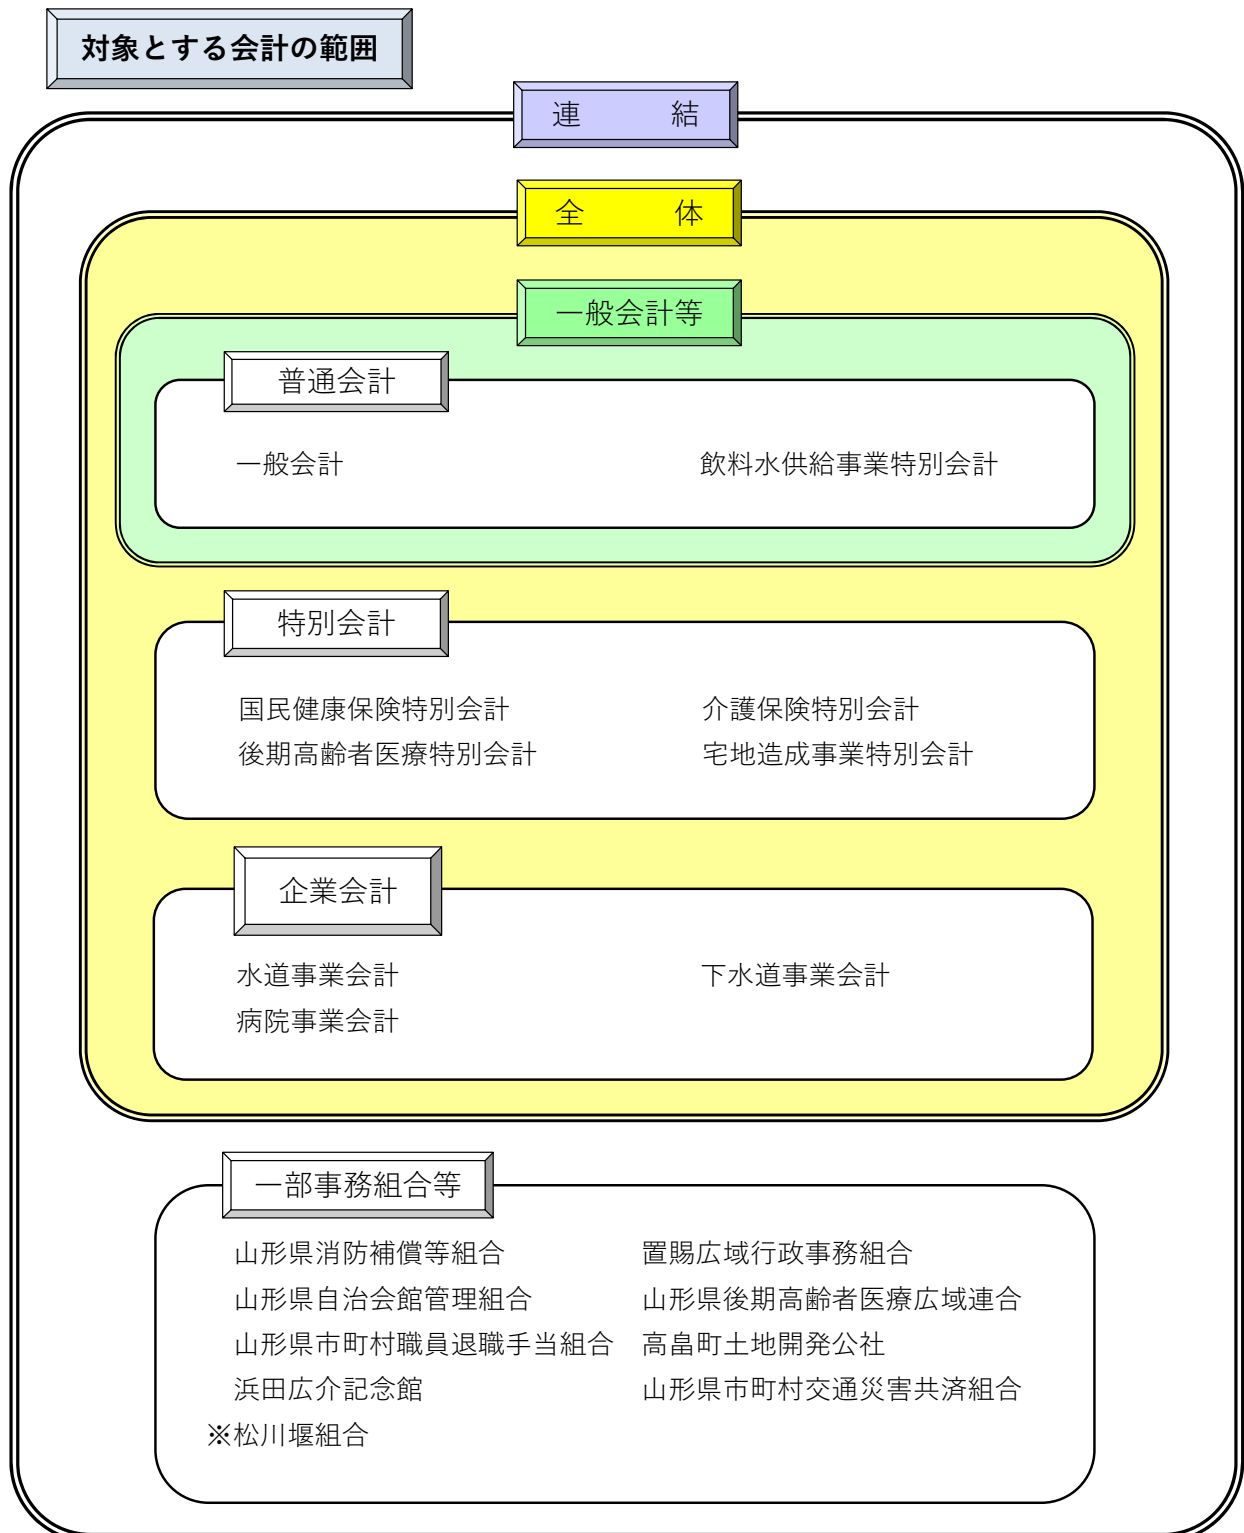 対象とする会計の範囲
連　　　結
全　　　体
一般会計等
普通会計
一般会計　飲料水供給事業特別会計
特別会計
国民健康保険特別会計　介護保険特別会計
後期高齢者医療特別会計　宅地造成事業特別会計
企業会計
水道事業会計　下水道事業会計
病院事業会計
一部事務組合等
山形県消防補償等組合　置賜広域行政事務組合
山形県自治会館管理組合　山形県後期高齢者医療広域連合
山形県市町村職員退職手当組合　高畠町土地開発公社
浜田広介記念館　山形県市町村交通災害共済組合
※松川堰組合